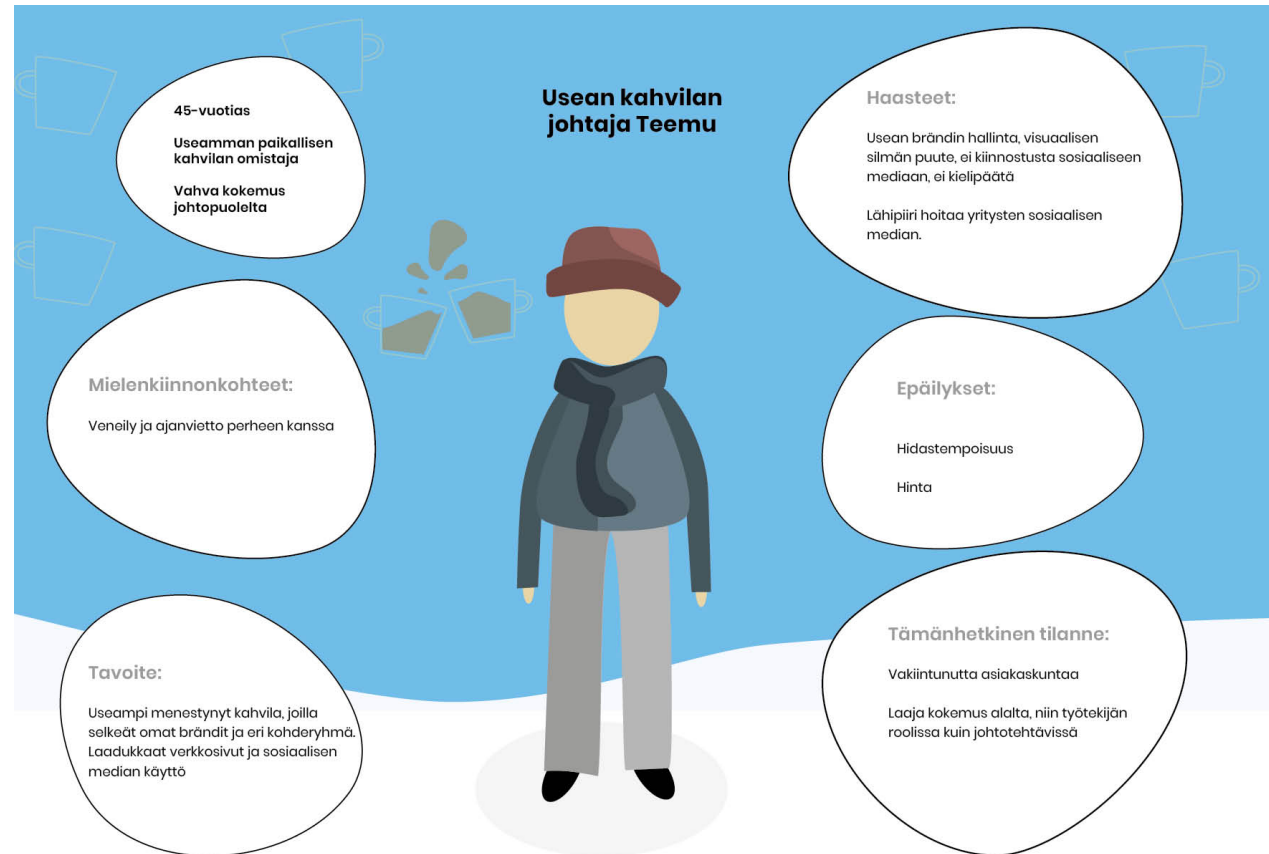 Usean kahvilan
johtaja Teemu
45-vuotias
Useamman paikallisen
kahvilan omistaja
Vahva kokemus
johtopuolelta
Mielenkiinnonkohteet:
Veneily ja ajanvietto perheen kanssa
Tavoite:
Useampi menestynyt kahvila, joilla
selkeät omat brändit ja eri kohderyhmä.
Laadukkaat verkkosivut ja sosiaalisen
median käyttö
Haasteet:
Usean brändin hallinta, visuaalisen
silmän puute, ei kiinnostusta sosiaaliseen
mediaan, ei kielipäätä
Lähipiiri hoitaa yritysten sosiaalisen
median.
Epäilykset:
Hidastempoisuus
Hinta
Tämänhetkinen tilanne:
Vakiintunutta asiakaskuntaa
Laaja kokemus alalta, niin työtekijän
roolissa kuin johtotehtävissä